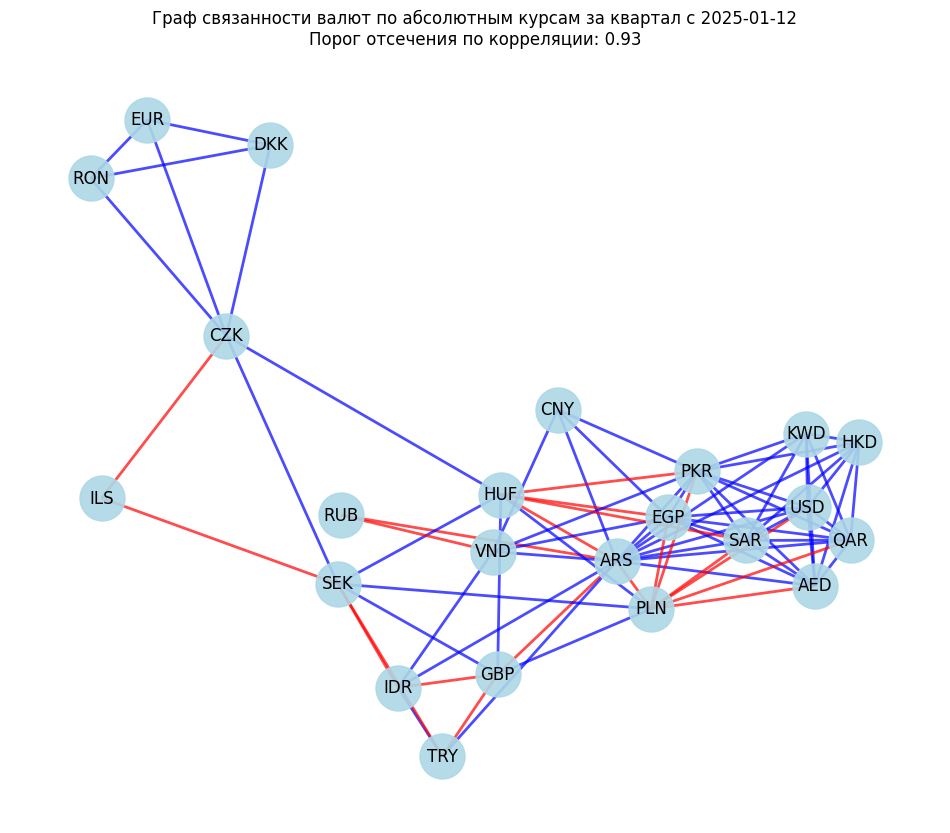 Граф связанности валют по абсолютным курсам за квартал с 2025-01-12
Порог отсечения по корреляции: 0.93
EUR
DKK
RON
CZK
CNY
KWD
HKD
PKR
ILS
HUF
RUB
EGP
USD
VND
SAR
QAR
ARS
SEK
AED
PLN
GBP
IDR
TRY